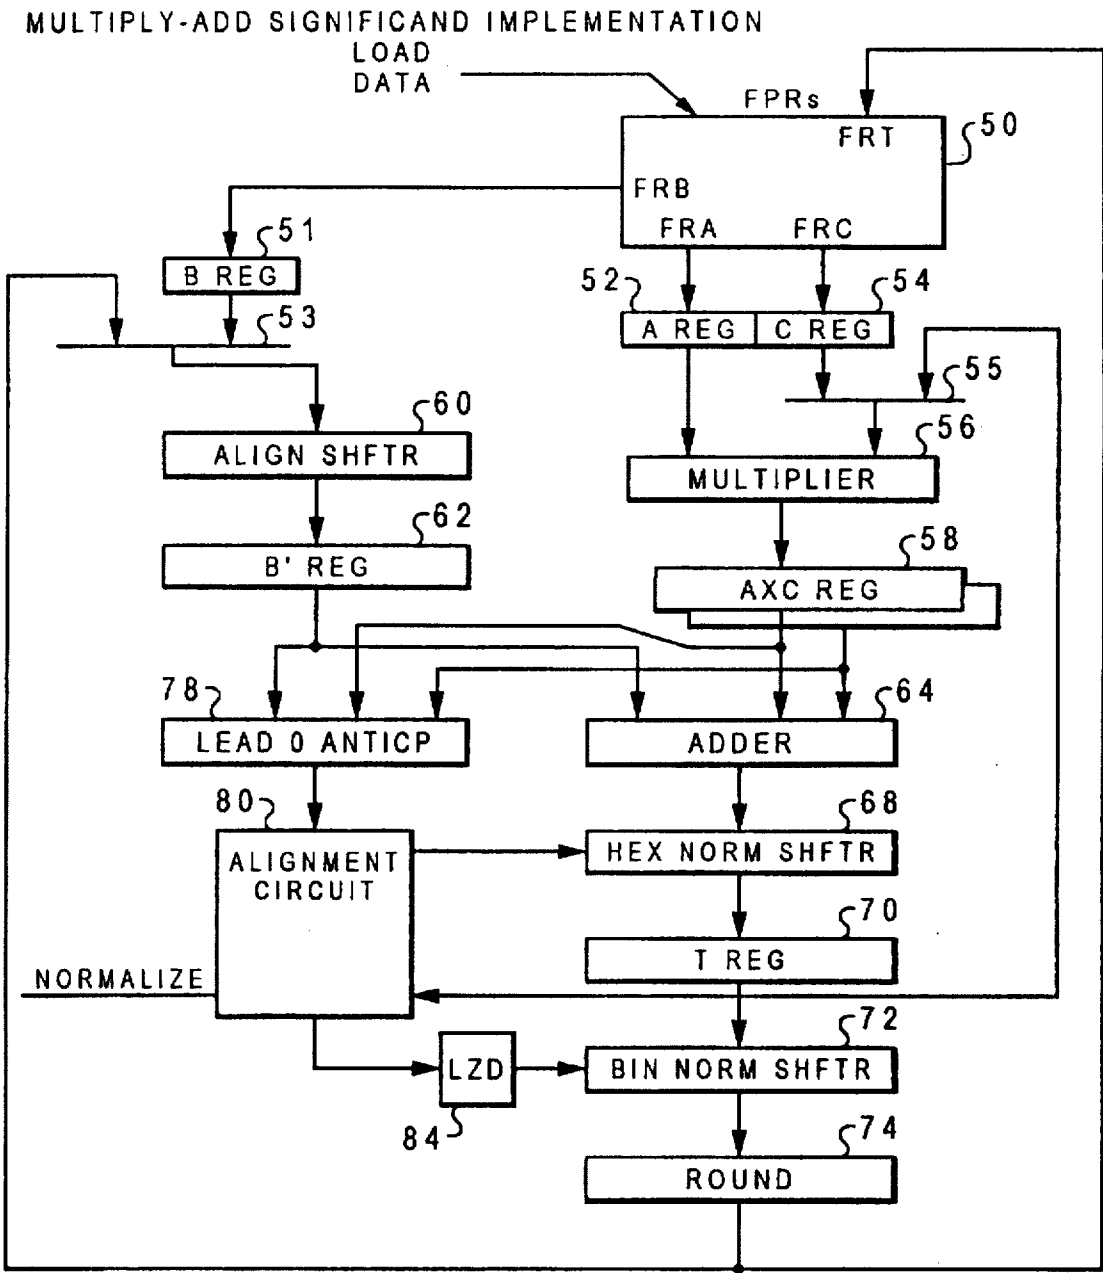 MULTIPLY-ADD SIGNIFICAND IMPLEMENTATION
LOAD
DATA
FPRs
FRT
50
FRB
FRA
FRC
51
B REG
52
54
A REG
C REG
53
55
60
ALIGN SHFTR
56
MULTIPLIER
62
B' REG
58
AXC REG
78
LEAD 0 ANTICP
64
ADDER
80
ALIGNMENT
CIRCUIT
68
HEX NORM SHFTR
70
T REG
NORMALIZE
72
LZD
BIN NORM SHFTR
84
74
ROUND